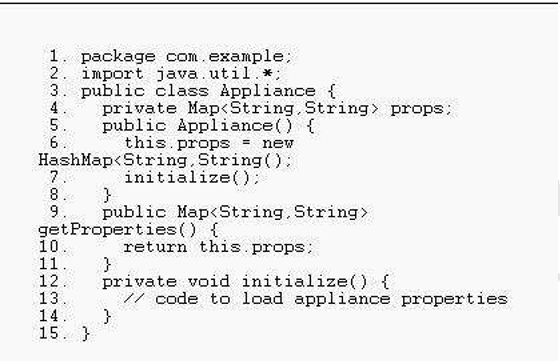 1. package com.example;
2. import java.util.*;
3. public class Appliance {
4. private Map<String,String> props;
5. public Appliance() {
6. this.props = new
HashMap<String,String();
7. initialize();
8. }
9. public Map<String,String>
getProperties() {
10. return this.props;
11. }
12. private void initialize() {
13. // code to load appliance properties
14. }
15. }